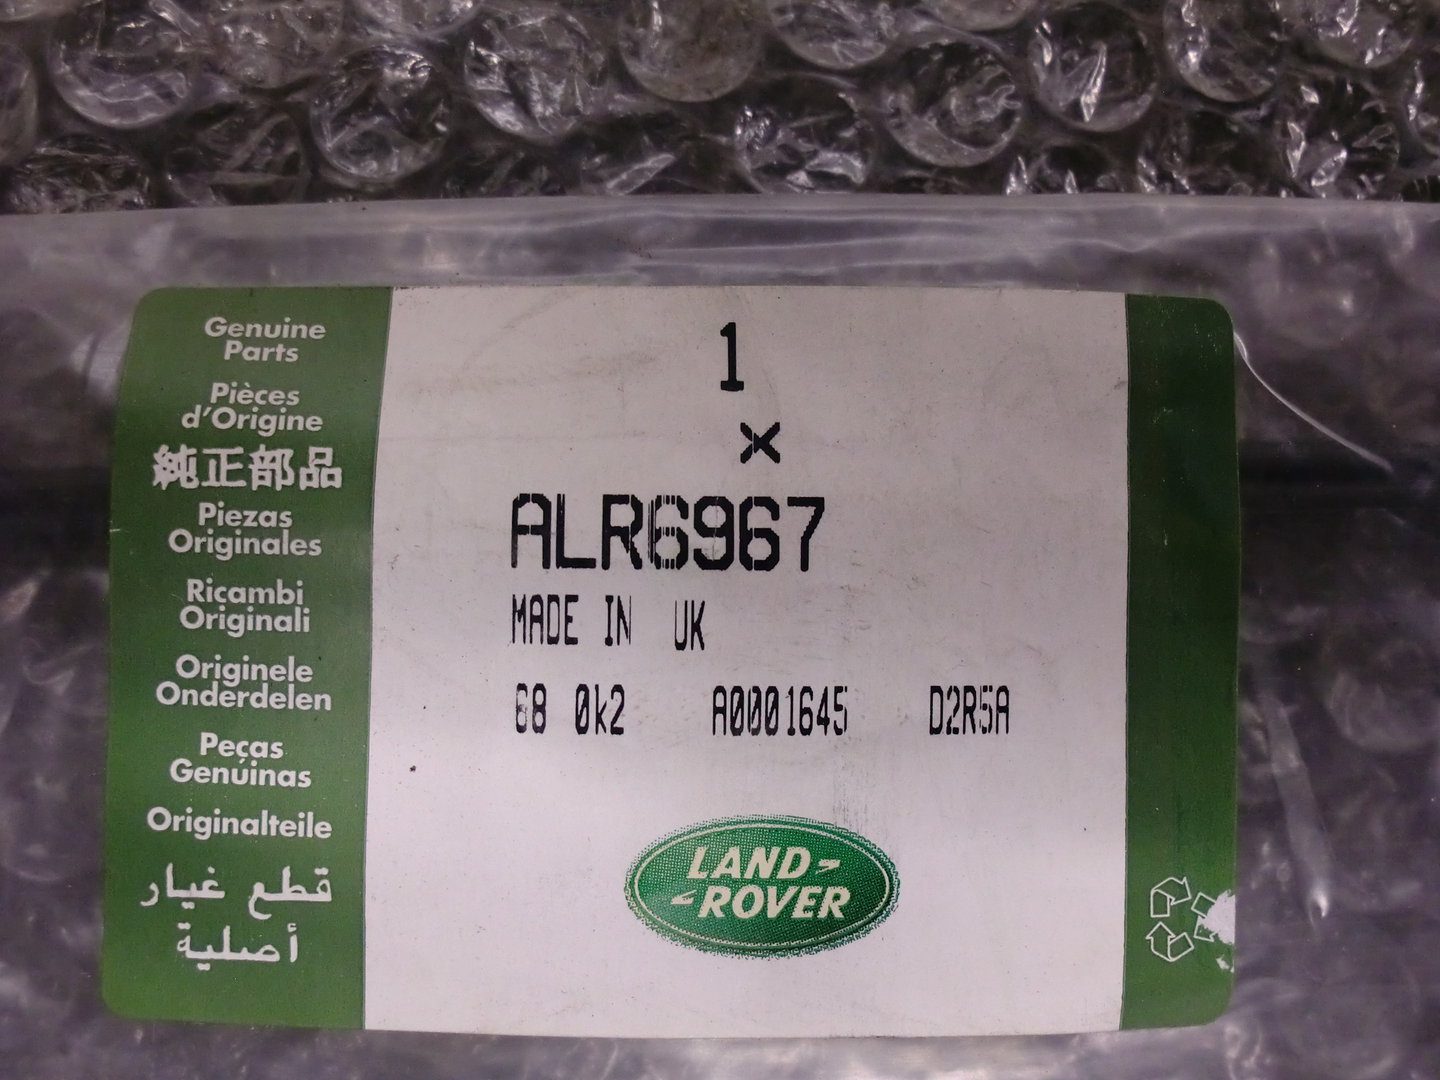 Genuine
Parts
Pièces
d'Origine
純正部品
Piezas
Originales
Ricambi
Originali
Originele
Onderdelen
Peças
Genúinas
Originalteile
قطع غيار
أصلية
1
x
ALR6967
MADE IN UK
68 0k2 A0001645 D2R5A
LAND
ROVER